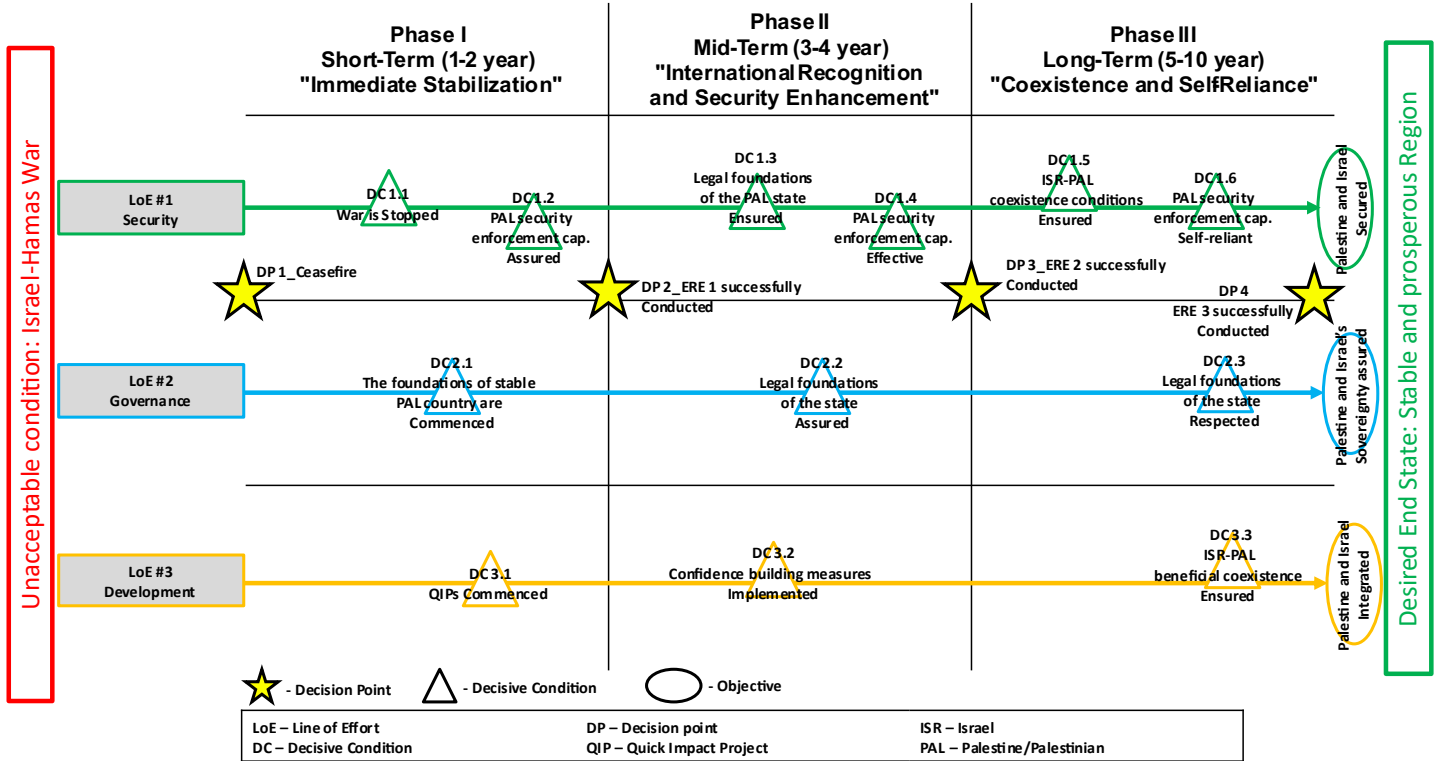 Phase I
Short-Term (1-2 year)
"Immediate Stabilization"
Phase II
Mid-Term (3-4 year)
"International Recognition
and Security Enhancement"
Phase III
Long-Term (5-10 year)
"Coexistence and Self-Reliance"
Unacceptable condition: Israel-Hamas War
LoE #1
Security
DC 1.1
War is Stopped
DC 1.2
PAL security
enforcement cap.
Assured
DC 1.3
Legal foundations
of the PAL state
Ensured
DC 1.4
PAL security
enforcement cap.
Effective
DC 1.5
ISR-PAL
coexistence conditions
Ensured
DC 1.6
PAL security
enforcement cap.
Self-reliant
Palestine and Israel
Secured
DP 1_Ceasefire
DP 2_ERE 1 successfully
Conducted
DP 3_ERE 2 successfully
Conducted
DP 4
ERE 3 successfully
Conducted
LoE #2
Governance
DC 2.1
The foundations of stable
PAL country are
Commenced
DC 2.2
Legal foundations
of the state
Assured
DC 2.3
Legal foundations
of the state
Respected
Palestine and Israel's
Sovereignty assured
LoE #3
Development
DC 3.1
QIPs Commenced
DC 3.2
Confidence building measures
Implemented
DC 3.3
ISR-PAL
beneficial coexistence
Ensured
Palestine and Israel
Integrated
Desired End State: Stable and prosperous Region
- Decision Point
- Decisive Condition
- Objective
LoE – Line of Effort
DP – Decision point
ISR – Israel
DC – Decisive Condition
QIP – Quick Impact Project
PAL – Palestine/Palestinian